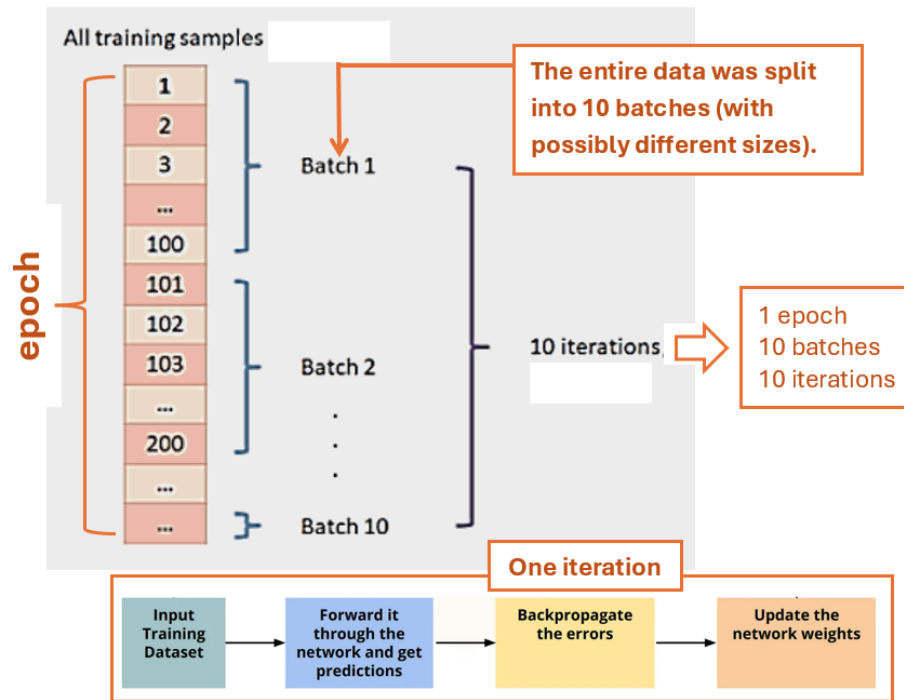 All training samples
The entire data was split
into 10 batches (with
possibly different sizes).
epoch
1
2
3
...
100
101
102
103
...
200
...
...
Batch 1
Batch 2
.
.
.
Batch 10
10 iterations,
1 epoch
10 batches
10 iterations
One iteration
Input
Training
Dataset
Forward it
through the
network and get
predictions
Backpropagate
the errors
Update the
network weights